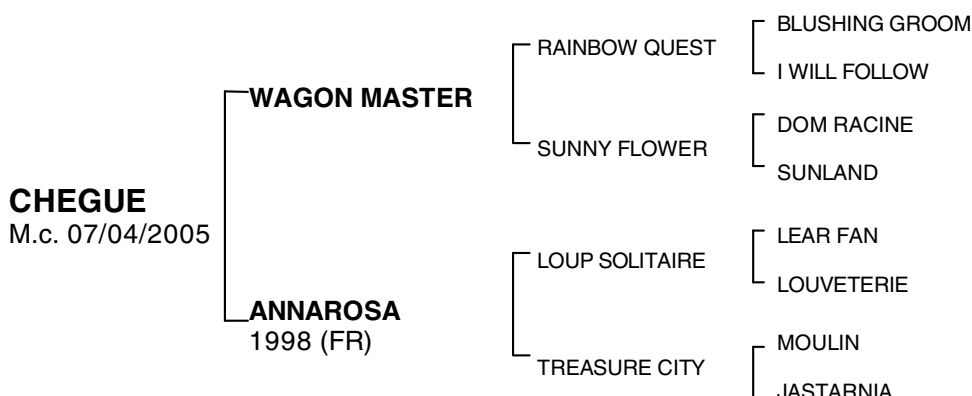 BLUSHING GROOM
RAINBOW QUEST
I WILL FOLLOW
WAGON MASTER
DOM RACINE
SUNNY FLOWER
SUNLAND
CHEGUE
M.c. 07/04/2005
LEAR FAN
LOUP SOLITAIRE
LOUVETERIE
ANNAROSA
1998 (FR)
MOULIN
TREASURE CITY
JASTARNIA